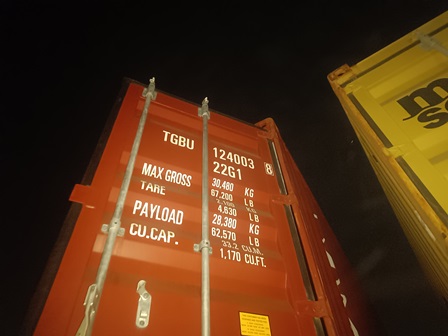 TGBU 124003 8
22G1
MAX GROSS 30,480 KG
67,200 LB
TARE 2,100 KG
4,630 LB
PAYLOAD 28,380 KG
62,570 LB
CU.CAP. 33.2 CU.M.
1,170 CU.FT.
m
sc